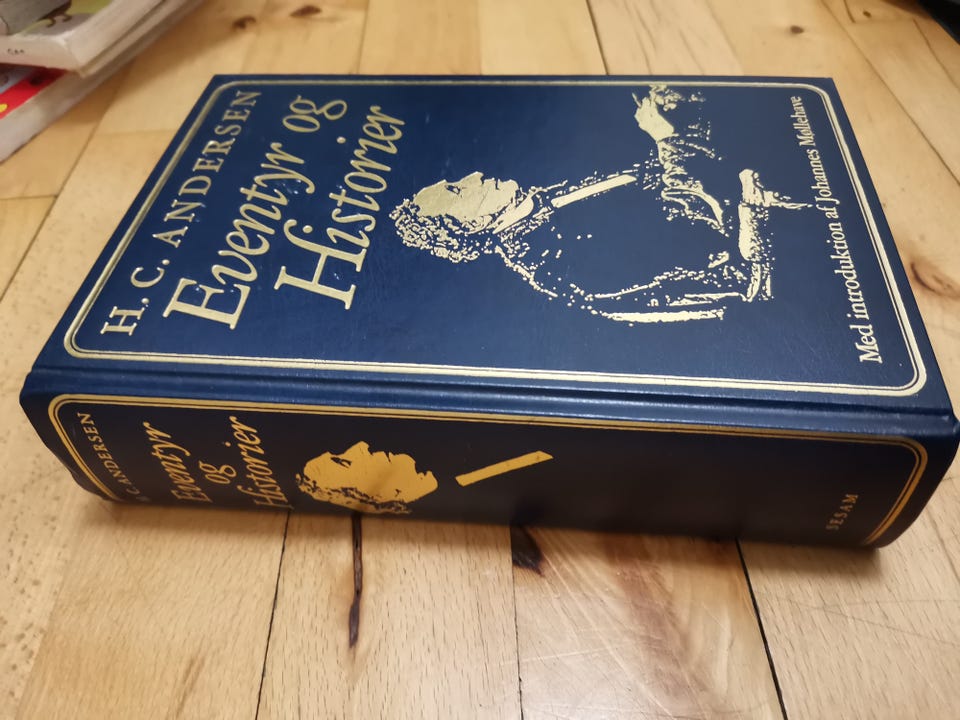 H. C. ANDERSEN
Eventyr og
Historier
Med introduktion af Johannes Møllehave
C. ANDERSEN
Eventyr
og
Historier
SESAM